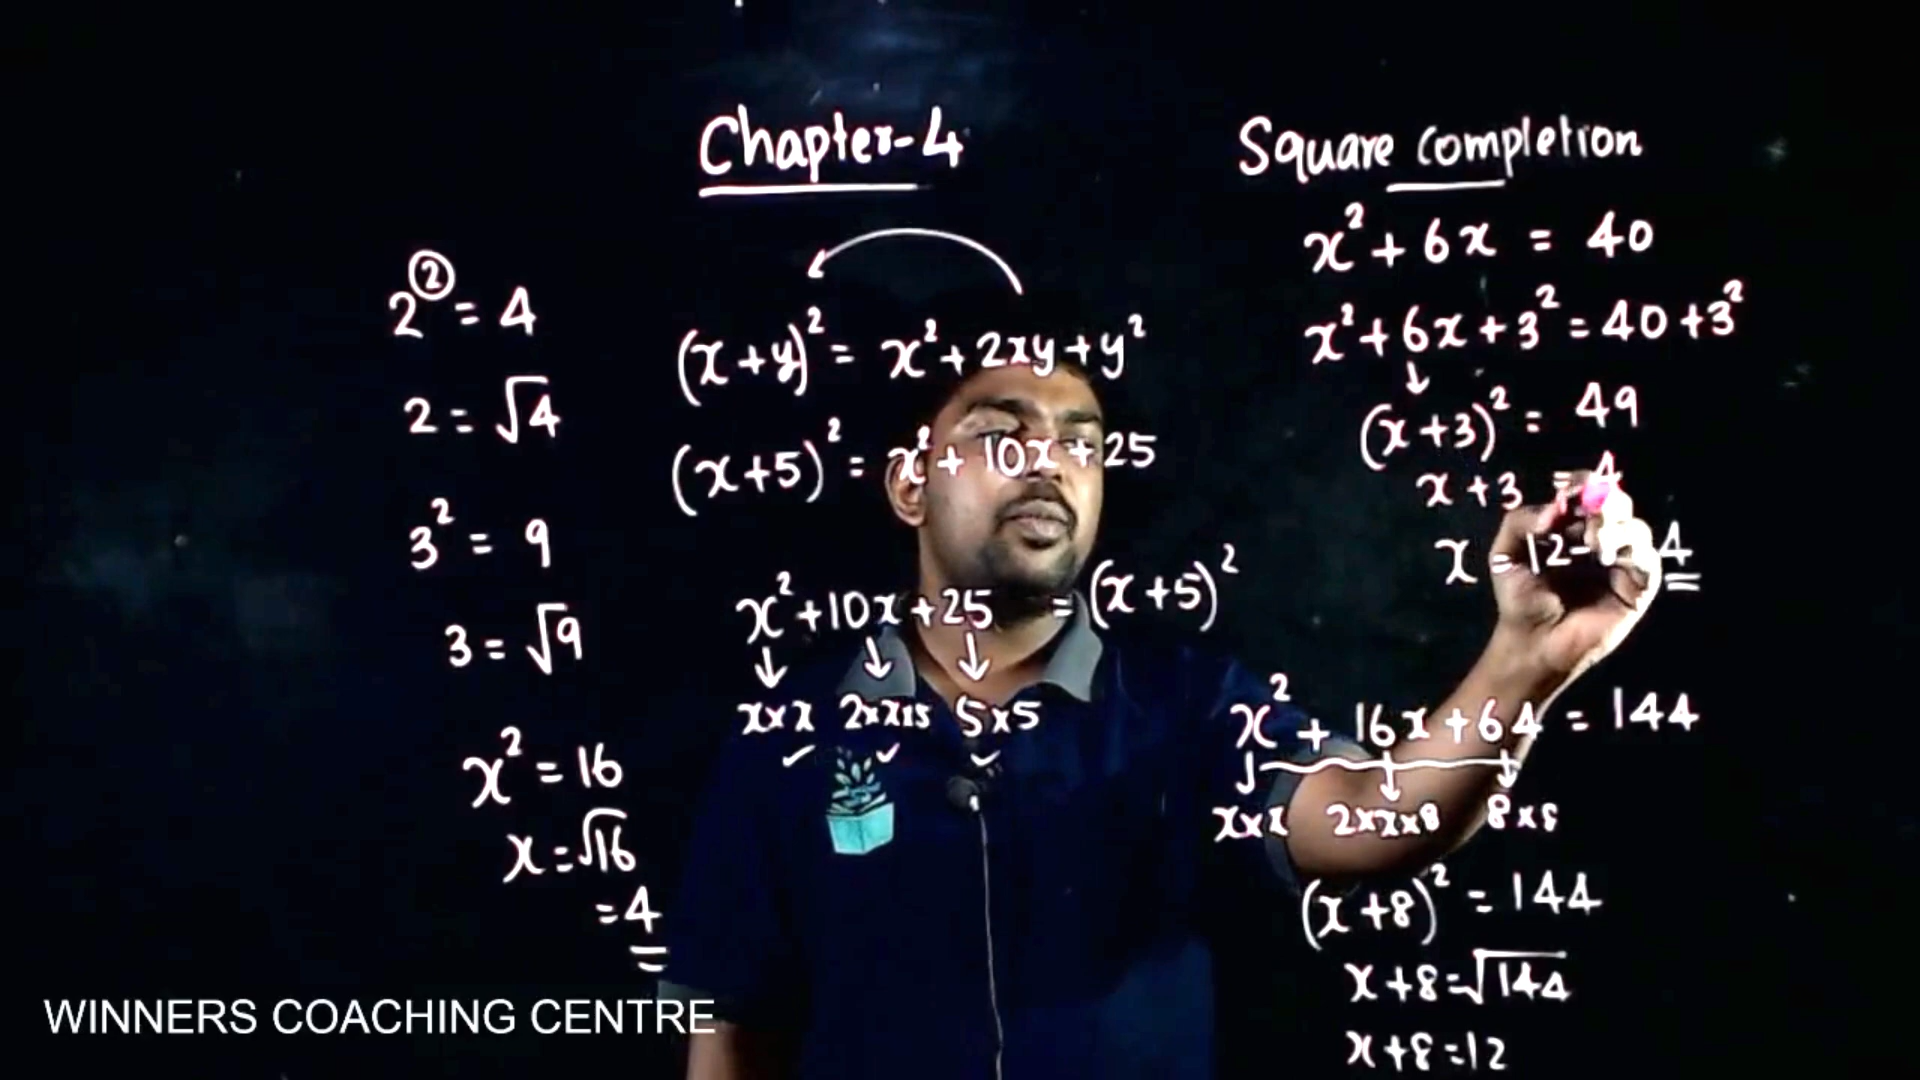 Chapter-4
2² = 4
2 = √4
3² = 9
3 = √9
x² = 16
x = √16
= 4
(x + y)² = x² + 2xy + y²
(x + 5)² = x² + 10x + 25
x² + 10x + 25 = (x + 5)²
x × x 2 × x × 5 5 × 5
Square completion
x² + 6x = 40
x² + 6x + 3² = 40 + 3²
(x + 3)² = 49
x + 3 =
x = 12 - 4
x² + 16x + 64 = 144
x × x 2 × x × 8 8 × 8
(x + 8)² = 144
x + 8 = √144
x + 8 = 12
WINNERS COACHING CENTRE